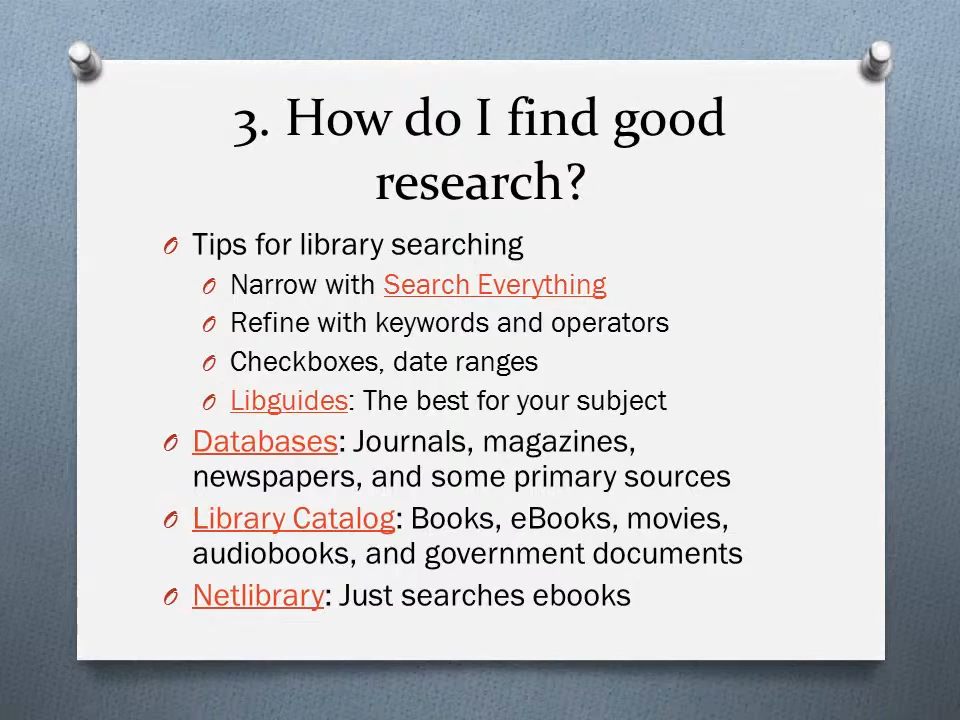 3. How do I find good
research?
Tips for library searching
Narrow with Search Everything
Refine with keywords and operators
Checkboxes, date ranges
Libguides: The best for your subject
Databases: Journals, magazines,
newspapers, and some primary sources
Library Catalog: Books, eBooks, movies,
audiobooks, and government documents
Netlibrary: Just searches ebooks